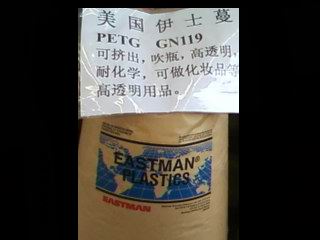 美国伊士蔓
PETG GN119
可挤出，吹瓶，高透明，
耐化学，可做化妆品等
高透明用品。
EASTMAN®
PLASTICS
EASTMAN